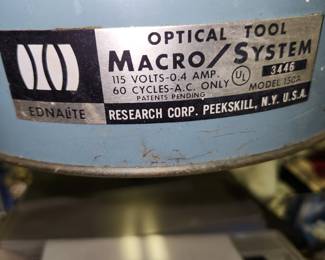 OPTICAL TOOL
MACRO/SYSTEM
115 VOLTS-0.4 AMP. UL 3446
60 CYCLES-A.C. ONLY MODEL 150A
PATENTS PENDING
EDNALITE RESEARCH CORP. PEEKSKILL, N.Y. U.S.A.